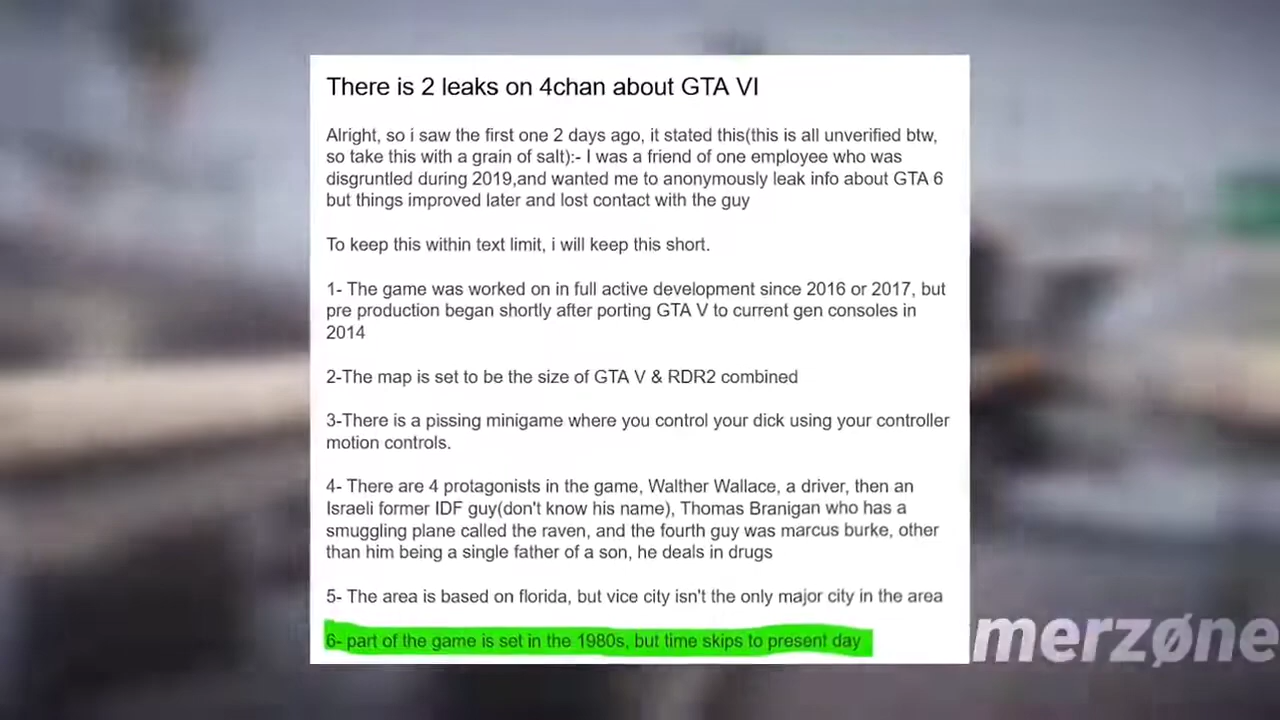 There is 2 leaks on 4chan about GTA VI
Alright, so i saw the first one 2 days ago, it stated this(this is all unverified btw,
so take this with a grain of salt):- I was a friend of one employee who was
disgruntled during 2019,and wanted me to anonymously leak info about GTA 6
but things improved later and lost contact with the guy
To keep this within text limit, i will keep this short.
1- The game was worked on in full active development since 2016 or 2017, but
pre production began shortly after porting GTA V to current gen consoles in
2014
2-The map is set to be the size of GTA V & RDR2 combined
3-There is a pissing minigame where you control your dick using your controller
motion controls.
4- There are 4 protagonists in the game, Walther Wallace, a driver, then an
Israeli former IDF guy(don't know his name), Thomas Branigan who has a
smuggling plane called the raven, and the fourth guy was marcus burke, other
than him being a single father of a son, he deals in drugs
5- The area is based on florida, but vice city isn't the only major city in the area
6- part of the game is set in the 1980s, but time skips to present day
merzøne